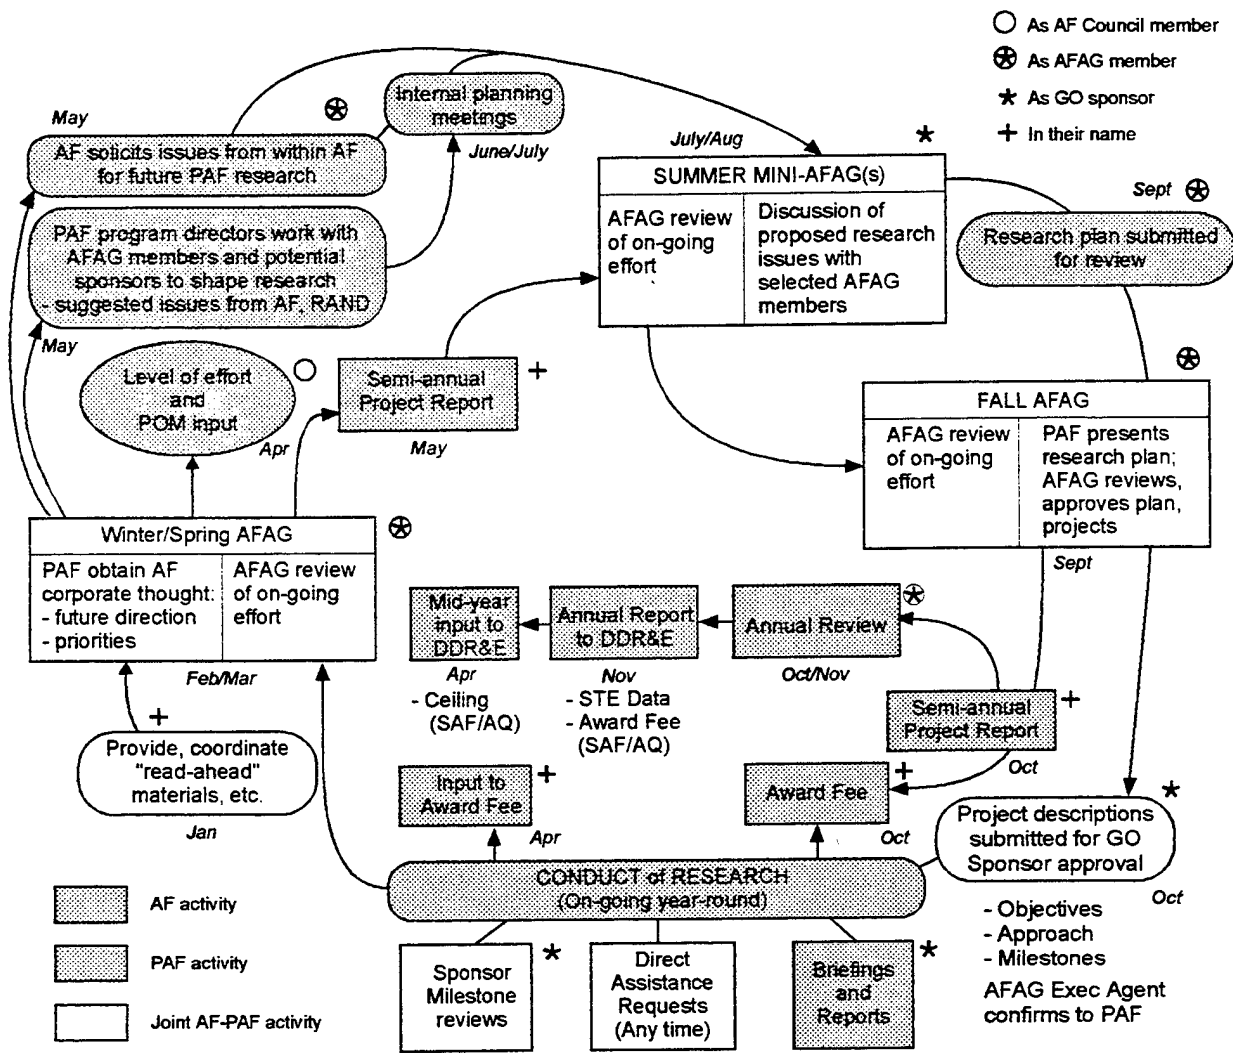 As AF Council member
As AFAG member
As GO sponsor
In their name
May
AF solicits issues from within AF
for future PAF research
Internal planning
meetings
June/July
PAF program directors work with
AFAG members and potential
sponsors to shape research
- suggested issues from AF, RAND
May
July/Aug
SUMMER MINI-AFAG(s)
AFAG review
of on-going
effort
Discussion of
proposed research
issues with
selected AFAG
members
Sept
Research plan submitted
for review
Level of effort
and
POM input
Apr
Semi-annual
Project Report
May
FALL AFAG
AFAG review
of on-going
effort
PAF presents
research plan;
AFAG reviews,
approves plan,
projects
Sept
Winter/Spring AFAG
PAF obtain AF
corporate thought:
- future direction
- priorities
AFAG review
of on-going
effort
Feb/Mar
Mid-year
input to
DDR&E
Apr
- Ceiling
(SAF/AQ)
Annual Report
to DDR&E
Nov
- STE Data
- Award Fee
(SAF/AQ)
Annual Review
Oct/Nov
Semi-annual
Project Report
Oct
Provide, coordinate
"read-ahead"
materials, etc.
Jan
Input to
Award Fee
Apr
Award Fee
Oct
Project descriptions
submitted for GO
Sponsor approval
Oct
- Objectives
- Approach
- Milestones
AFAG Exec Agent
confirms to PAF
CONDUCT of RESEARCH
(On-going year-round)
Sponsor
Milestone
reviews
Direct
Assistance
Requests
(Any time)
Briefings
and
Reports
AF activity
PAF activity
Joint AF-PAF activity